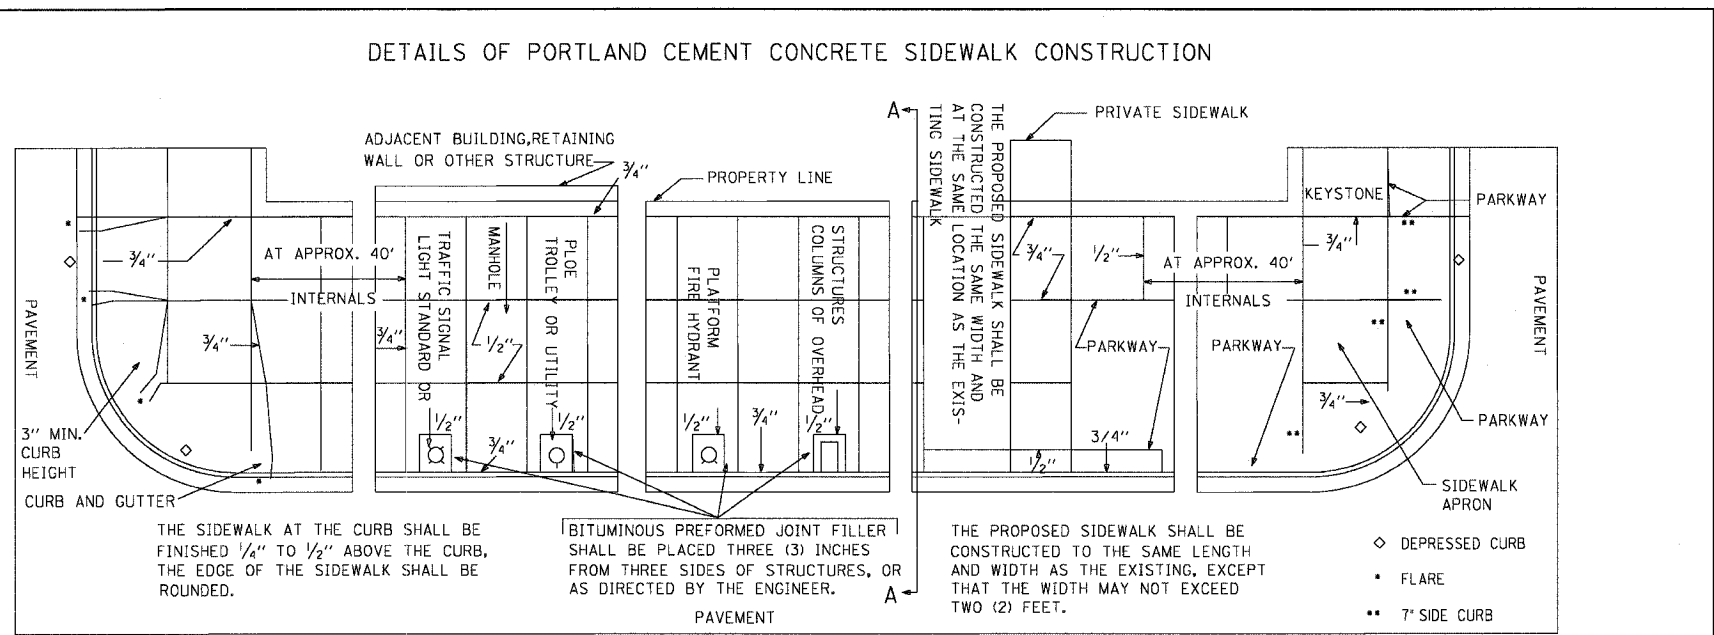 DETAILS OF PORTLAND CEMENT CONCRETE SIDEWALK CONSTRUCTION
ADJACENT BUILDING,RETAINING
WALL OR OTHER STRUCTURE
3/4"
PROPERTY LINE
A
THE PROPOSED SIDEWALK SHALL BE
CONSTRUCTED THE SAME WIDTH AND
AT THE SAME LOCATION AS THE EXIS-
TING SIDEWALK
PRIVATE SIDEWALK
KEYSTONE
PARKWAY
*
**
3/4"
AT APPROX. 40'
INTERNALS
TRAFFIC SIGNAL
LIGHT STANDARD OR
MANHOLE
PLOE
TROLLEY OR UTILITY
PLATFORM
FIRE HYDRANT
STRUCTURES
COLUMNS OF OVERHEAD
3/4"
1/2"
AT APPROX. 40'
INTERNALS
3/4"
**
*
PAVEMENT
PAVEMENT
3/4"
3/4"
1/2"
PARKWAY
PARKWAY
**
*
3/4"
PARKWAY
3" MIN.
CURB
HEIGHT
1/2"
1/2"
1/2"
3/4"
1/2"
3/4"
1/2"
3/4"
**
SIDEWALK
APRON
CURB AND GUTTER
*
THE SIDEWALK AT THE CURB SHALL BE
FINISHED 1/4" TO 1/2" ABOVE THE CURB,
THE EDGE OF THE SIDEWALK SHALL BE
ROUNDED.
BITUMINOUS PREFORMED JOINT FILLER
SHALL BE PLACED THREE (3) INCHES
FROM THREE SIDES OF STRUCTURES, OR
AS DIRECTED BY THE ENGINEER.
A
PAVEMENT
THE PROPOSED SIDEWALK SHALL BE
CONSTRUCTED TO THE SAME LENGTH
AND WIDTH AS THE EXISTING, EXCEPT
THAT THE WIDTH MAY NOT EXCEED
TWO (2) FEET.
◇ DEPRESSED CURB
* FLARE
** 7" SIDE CURB